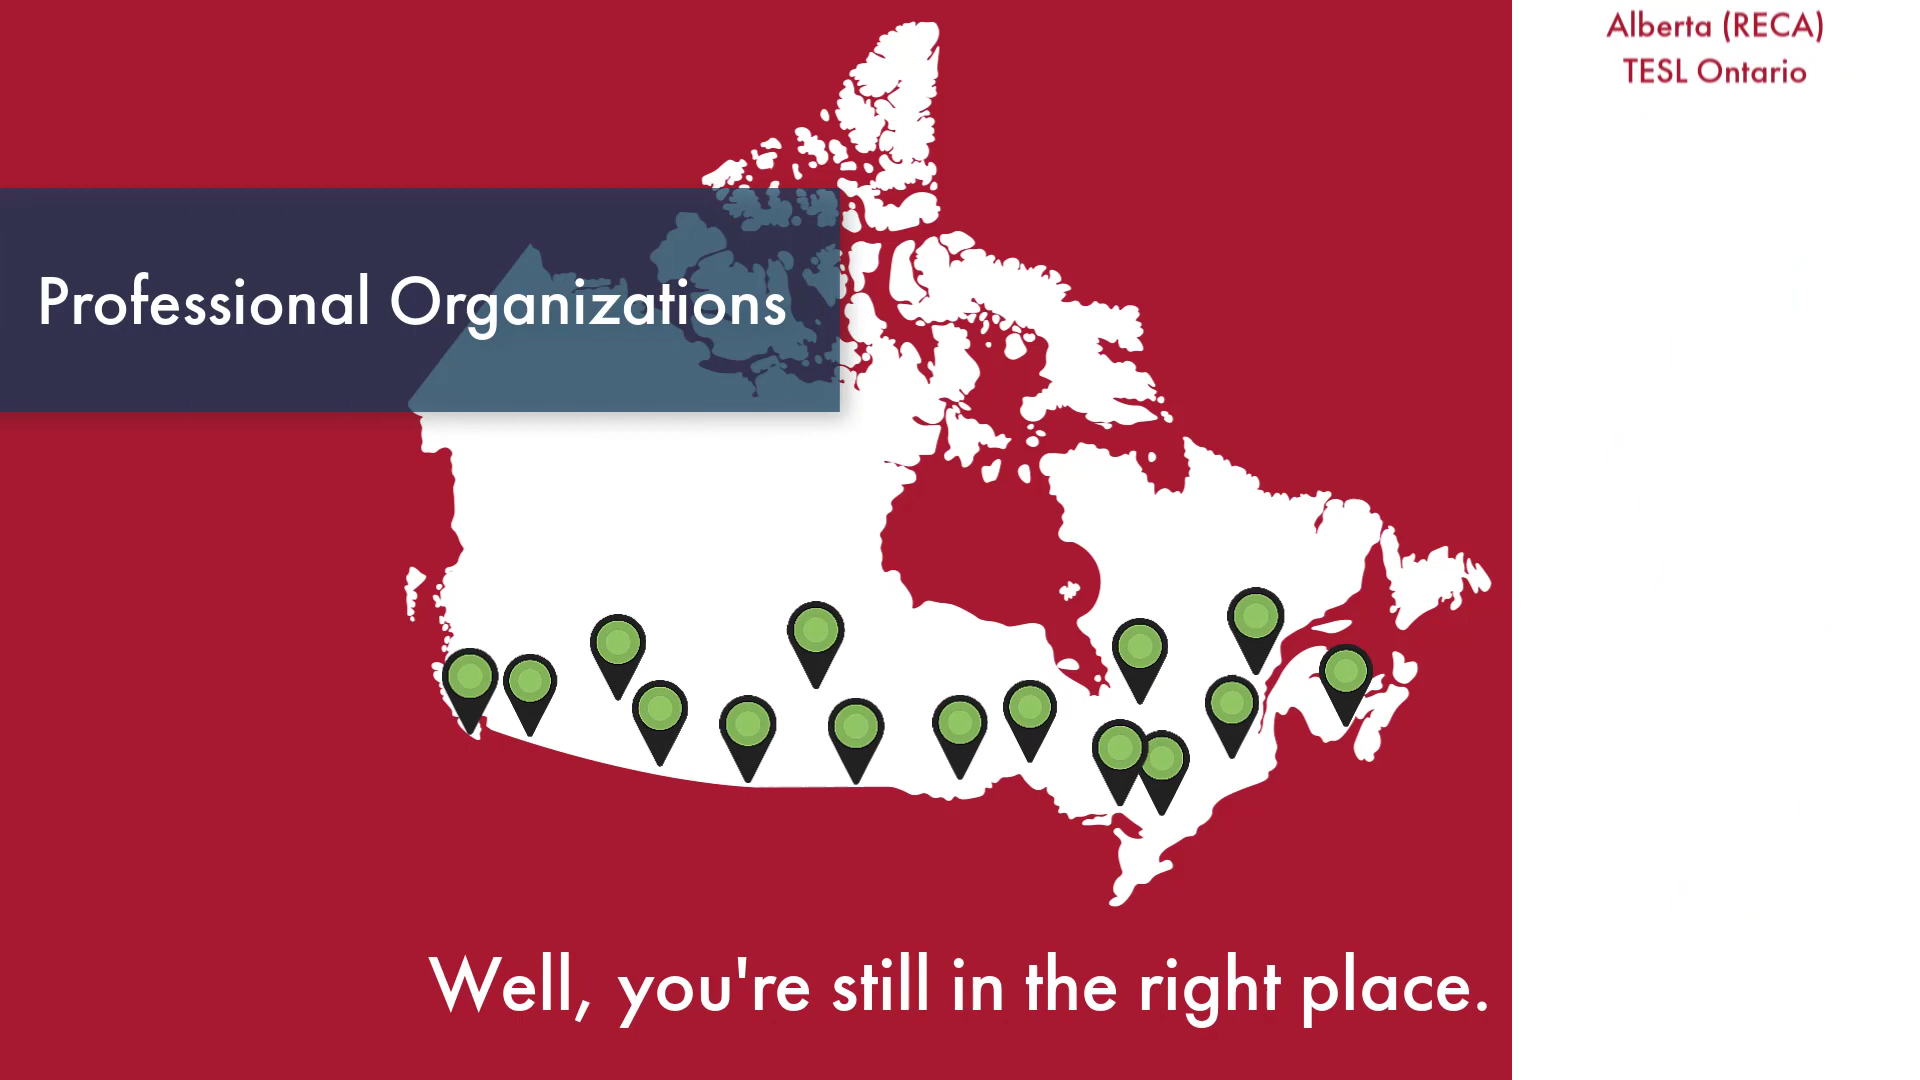 Alberta (RECA)
TESL Ontario
Professional Organizations
Well, you're still in the right place.